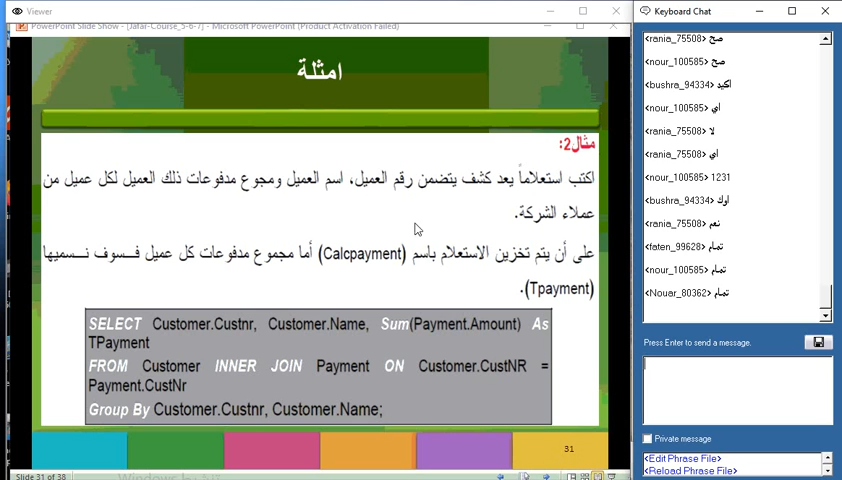 Viewer
PowerPoint Slide Show - [Jafar-Course_5-6-7] - Microsoft PowerPoint (Product Activation Failed)
امثلة
مثال2:
اكتب استعلاماً يعد كشف يتضمن رقم العميل، اسم العميل ومجوع مدفوعات ذلك العميل لكل عميل من
عملاء الشركة.
على أن يتم تخزين الاستعلام باسم (Calcpayment) أما مجموع مدفوعات كل عميل فسوف نسميها
(Tpayment).
SELECT Customer.Custnr, Customer.Name, Sum(Payment.Amount) As
TPayment
FROM Customer INNER JOIN Payment ON Customer.CustNR =
Payment.CustNr
Group By Customer.Custnr, Customer.Name;
31
Slide 31 of 38
Keyboard Chat
<rania_75508> صح
<nour_100585> صح
<bushra_94334> اكيد
<nour_100585> اي
<rania_75508> لا
<rania_75508> اي
<nour_100585> 1231
<bushra_94334> اوك
<rania_75508> نعم
<faten_99628> تمام
<nour_100585> تمام
<Nouar_80362> تمام
Press Enter to send a message.
Private message
<Edit Phrase File>
<Reload Phrase File>